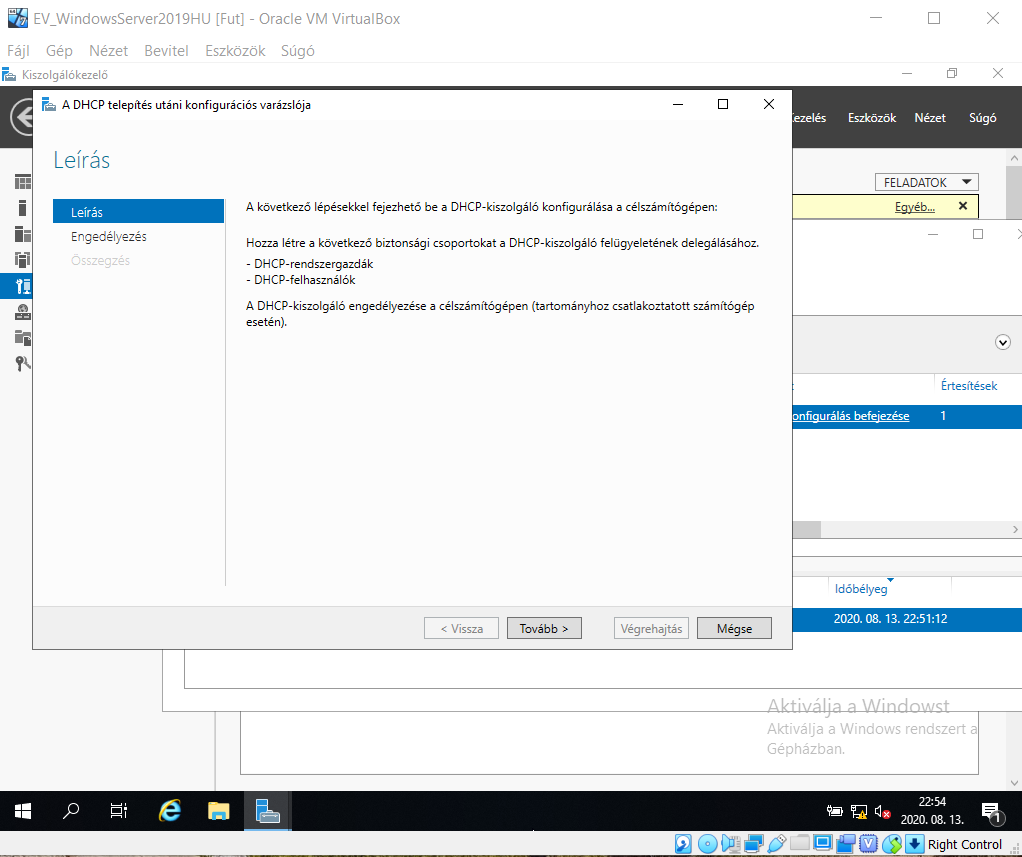 EV_WindowsServer2019HU [Fut] - Oracle VM VirtualBox
Fájl Gép Nézet Bevitel Eszközök Súgó
Kiszolgálókezelő
A DHCP telepítés utáni konfigurációs varázslója
Eszközök Nézet Súgó
Leírás
FELADATOK
Egyéb...
Leírás
Engedélyezés
Összegzés
A következő lépésekkel fejezhető be a DHCP-kiszolgáló konfigurálása a célszámítógépen:
Hozza létre a következő biztonsági csoportokat a DHCP-kiszolgáló felügyeletének delegálásához.
- DHCP-rendszergazdák
- DHCP-felhasználók
A DHCP-kiszolgáló engedélyezése a célszámítógépen (tartományhoz csatlakoztatott számítógép
esetén).
Értesítések
onfigurálás befejezése 1
Időbélyeg
2020. 08. 13. 22:51:12
< Vissza Tovább > Végrehajtás Mégse
Aktiválja a Windowst
Aktiválja a Windows rendszert a
Gépházban.
22:54
2020. 08. 13.
1
Right Control